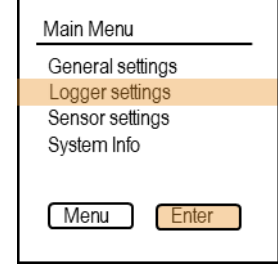 Main Menu
General settings
Logger settings
Sensor settings
System Info
Menu Enter